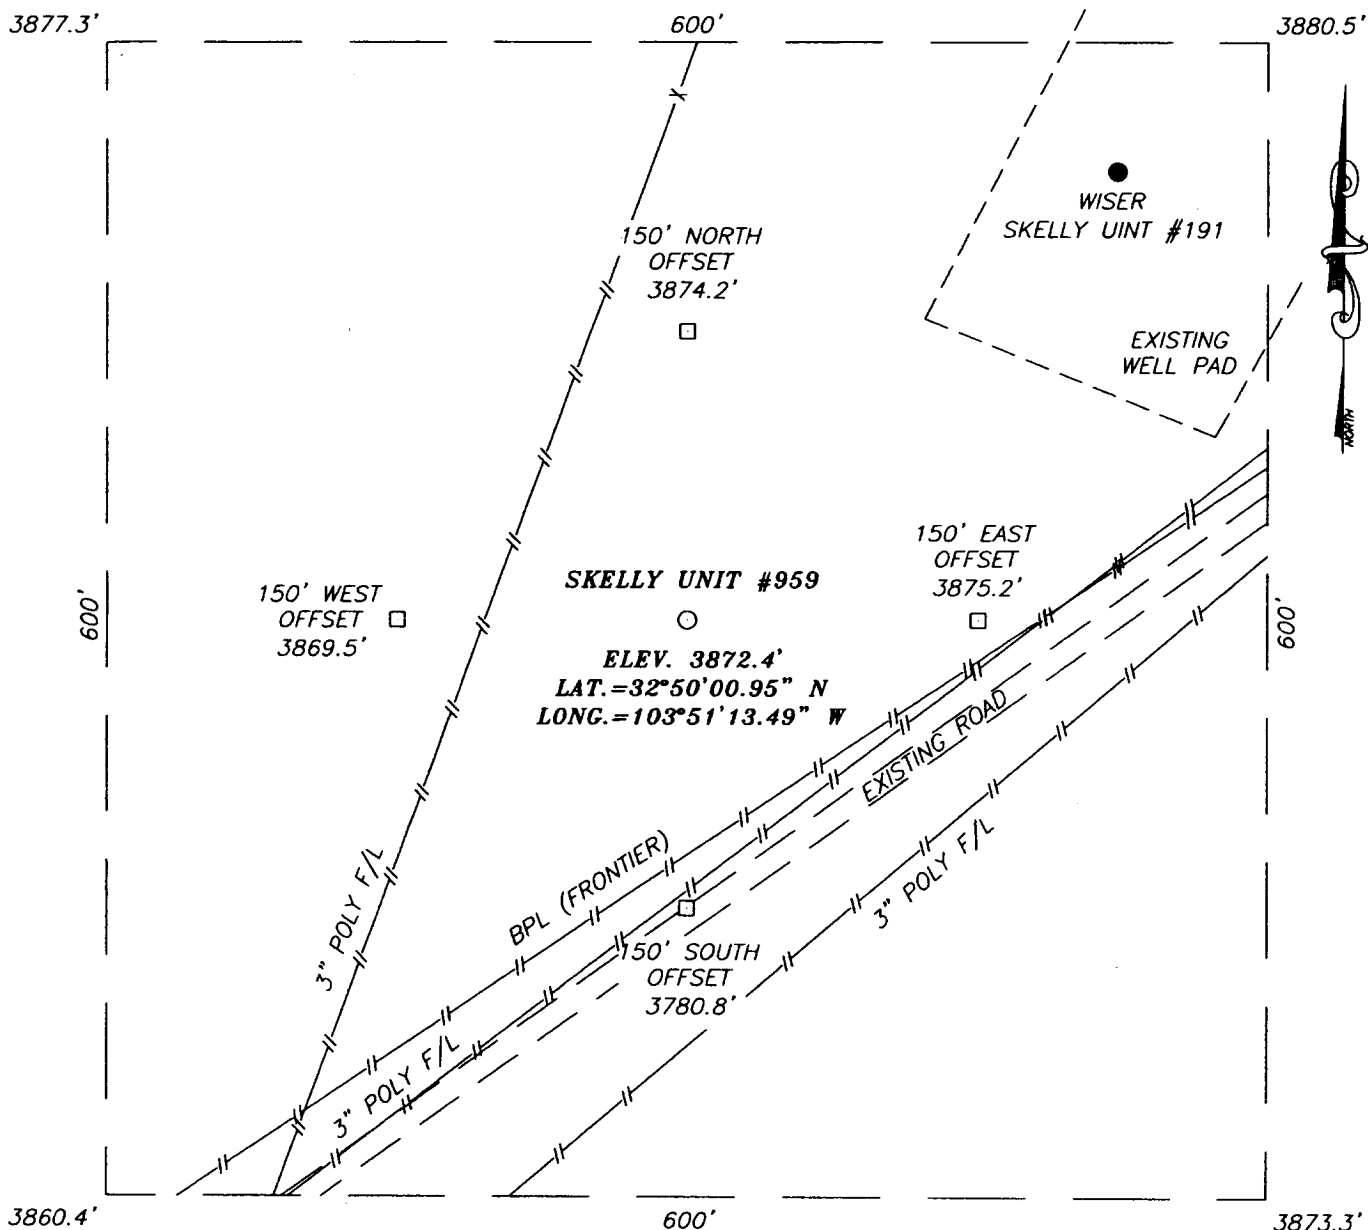 3877.3'
600'
3880.5'
WISER
SKELLY UINT #191
150' NORTH
OFFSET
3874.2'
EXISTING
WELL PAD
NORTH
150' EAST
OFFSET
3875.2'
SKELLY UNIT #959
150' WEST
OFFSET
3869.5'
600'
600'
ELEV. 3872.4'
LAT.=32°50'00.95" N
LONG.=103°51'13.49" W
EXISTING ROAD
3" POLY F/L
BPL (FRONTIER)
3" POLY F/L
150' SOUTH
OFFSET
3780.8'
3" POLY F/L
3860.4'
600'
3873.3'